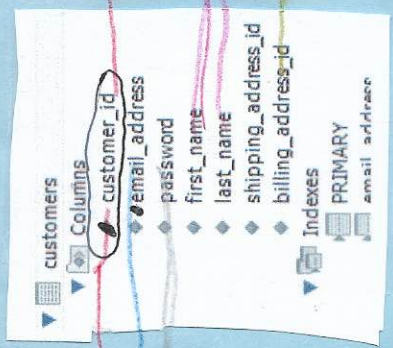 customers
Columns
customer_id
email_address
password
first_name
last_name
shipping_address_id
billing_address_id
Indexes
PRIMARY
email_address